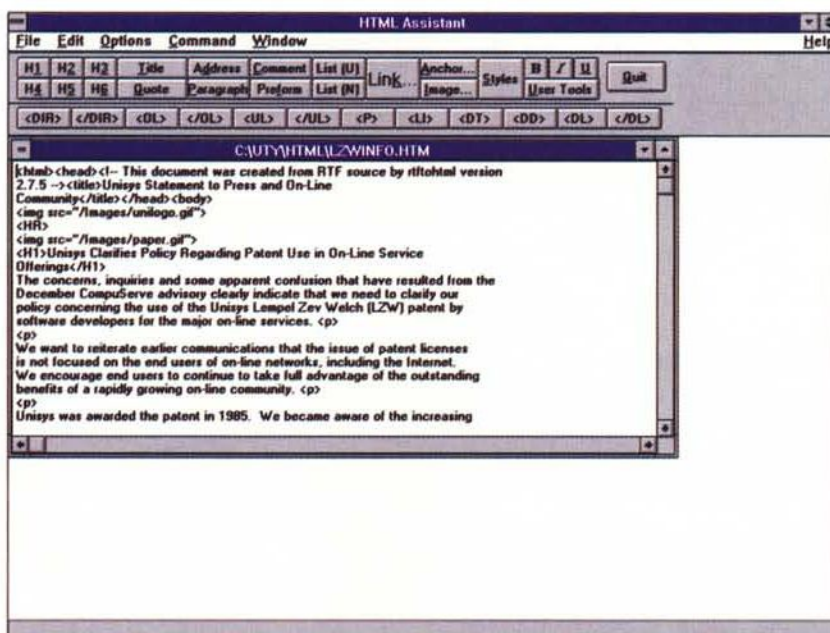 HTML Assistant
File Edit Options Command Window Help
H1 H2 H3 Title Address Comment List (U) Link... Anchor... Styles B I U Quit
H4 H5 H6 Quote Paragraph Preform List (N) Image... User Tools
<DIR> </DIR> <OL> </OL> <UL> </UL> <P> <LI> <DT> <DD> <DL> </DL>
C:\UTY\HTML\LZWINFO.HTM
<html><head><!-- This document was created from RTF source by rtftohtml version
2.7.5 --><title>Unisys Statement to Press and On-Line
Community</title></head><body>
<img src="/Images/unilogo.gif">
<HR>
<img src="/Images/paper.gif">
<H1>Unisys Clarifies Policy Regarding Patent Use in On-Line Service
Offerings</H1>
The concerns, inquiries and some apparent confusion that have resulted from the
December CompuServe advisory clearly indicate that we need to clarify our
policy concerning the use of the Unisys Lempel Zev Welch (LZW) patent by
software developers for the major on-line services. <p>
<p>
We want to reiterate earlier communications that the issue of patent licenses
is not focused on the end users of on-line networks, including the Internet.
We encourage end users to continue to take full advantage of the outstanding
benefits of a rapidly growing on-line community. <p>
<p>
Unisys was awarded the patent in 1985. We became aware of the increasing